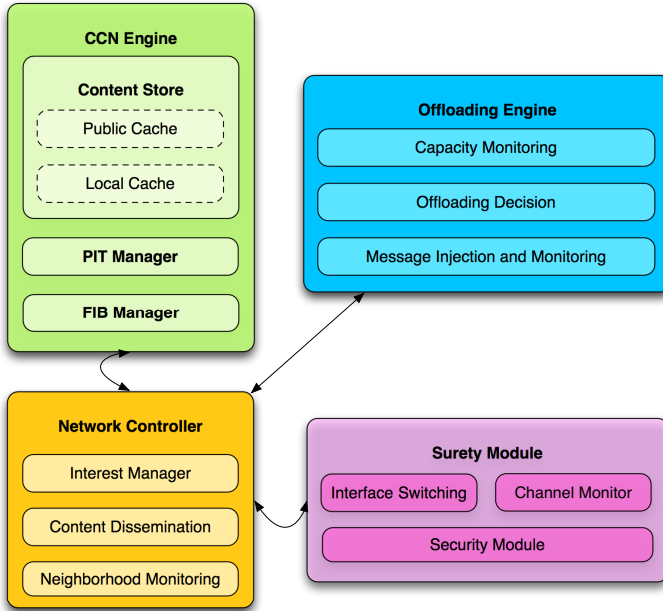 CCN Engine
Content Store
Public Cache
Local Cache
PIT Manager
FIB Manager
Offloading Engine
Capacity Monitoring
Offloading Decision
Message Injection and Monitoring
Network Controller
Interest Manager
Content Dissemination
Neighborhood Monitoring
Surety Module
Interface Switching
Channel Monitor
Security Module